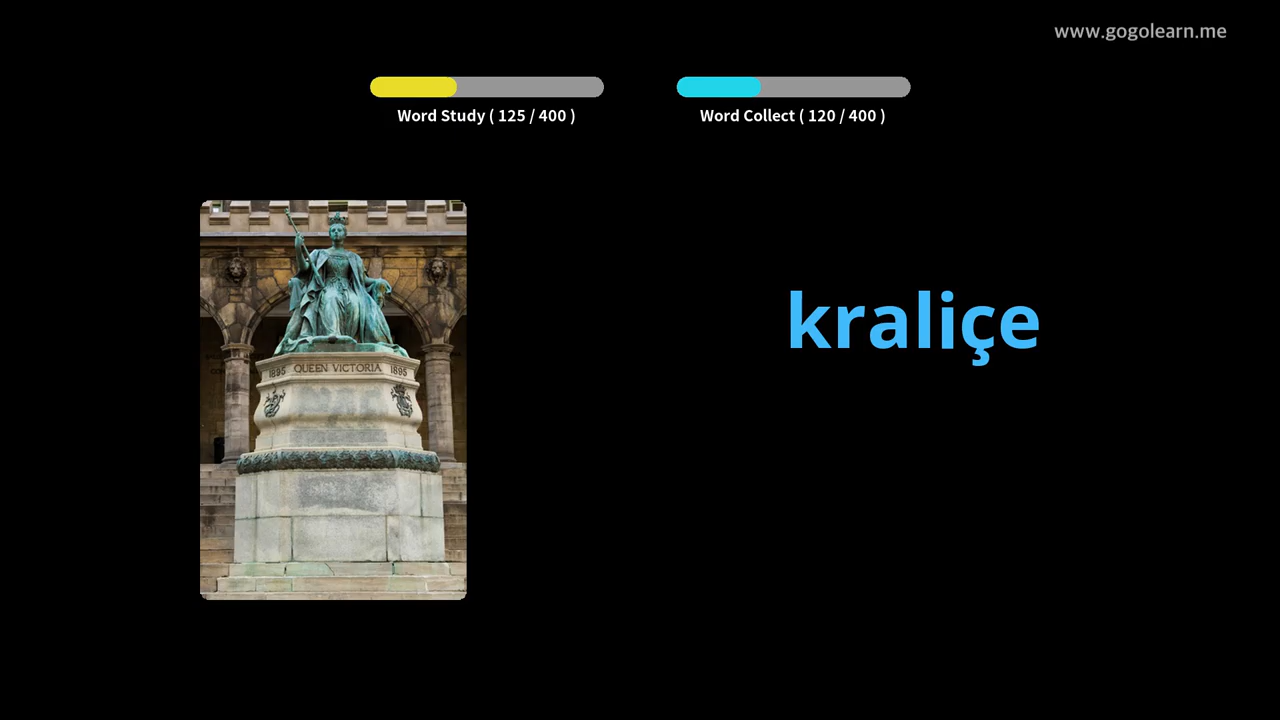 www.gogolearn.me
Word Study ( 125 / 400 )
Word Collect ( 120 / 400 )
kraliçe
1895 QUEEN VICTORIA 1895